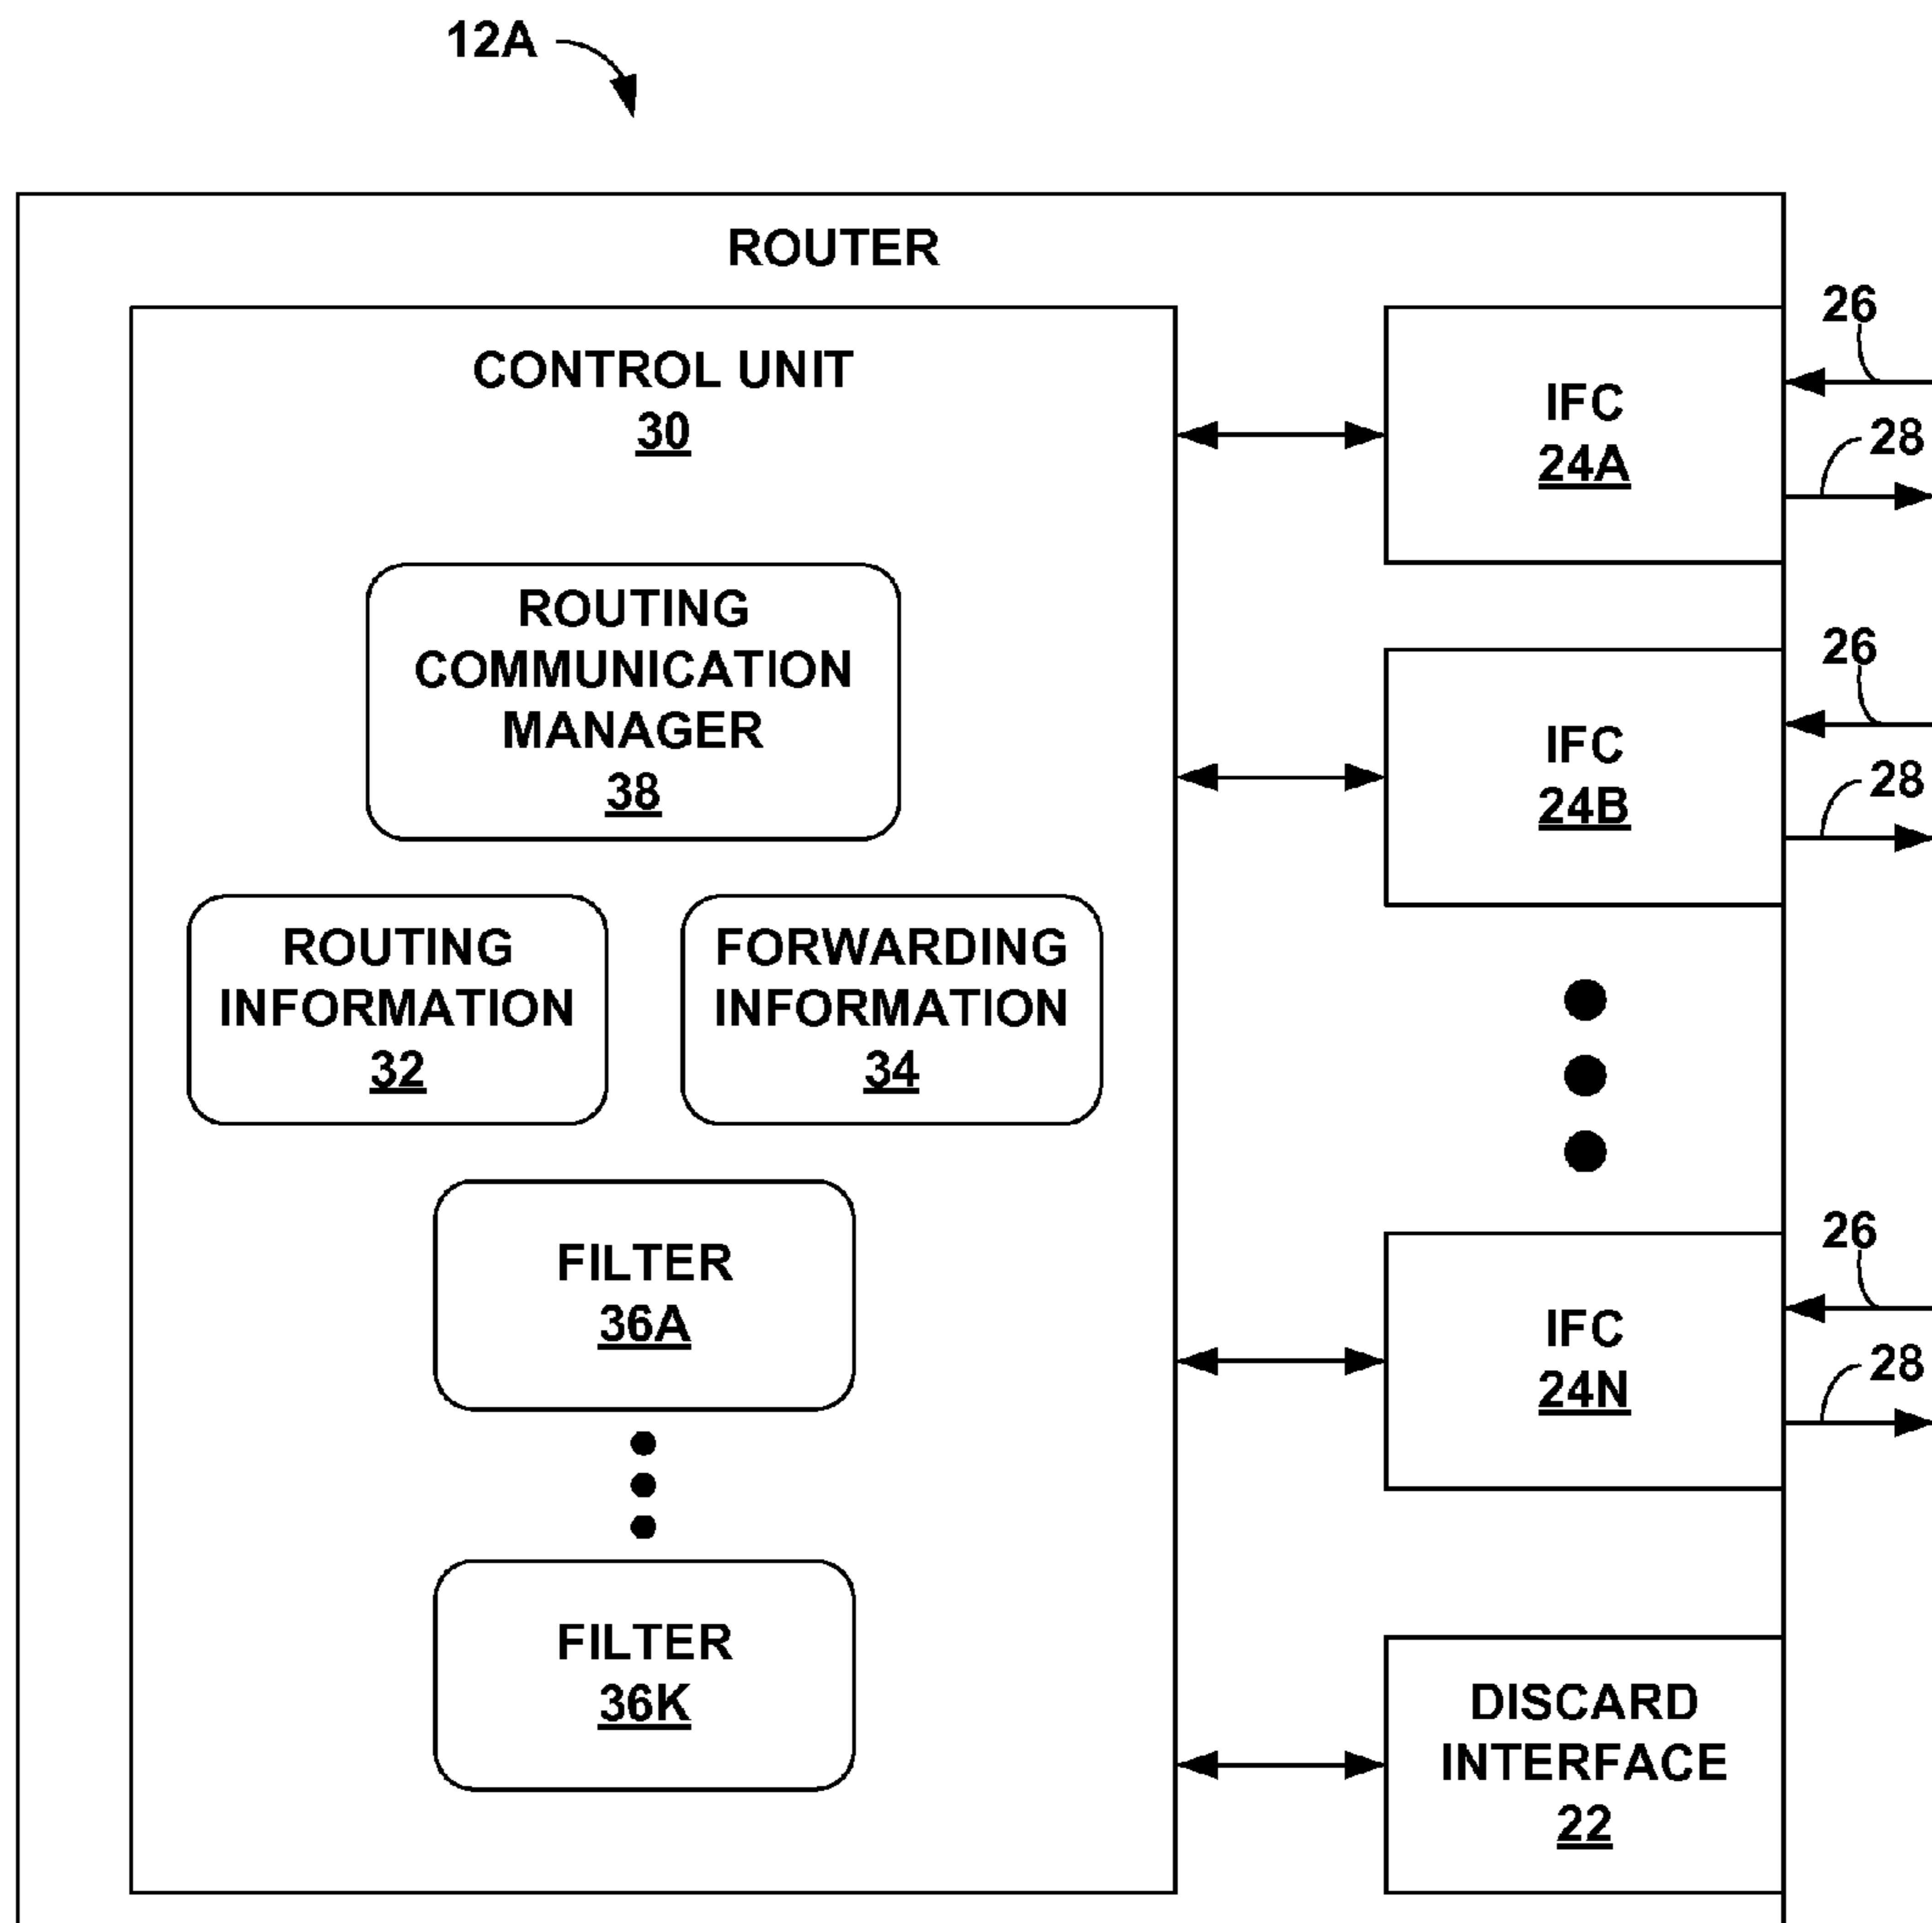 12A
ROUTER
CONTROL UNIT
30
ROUTING
COMMUNICATION
MANAGER
38
ROUTING
INFORMATION
32
FORWARDING
INFORMATION
34
FILTER
36A
FILTER
36K
IFC
24A
26
28
IFC
24B
26
28
IFC
24N
26
28
DISCARD
INTERFACE
22